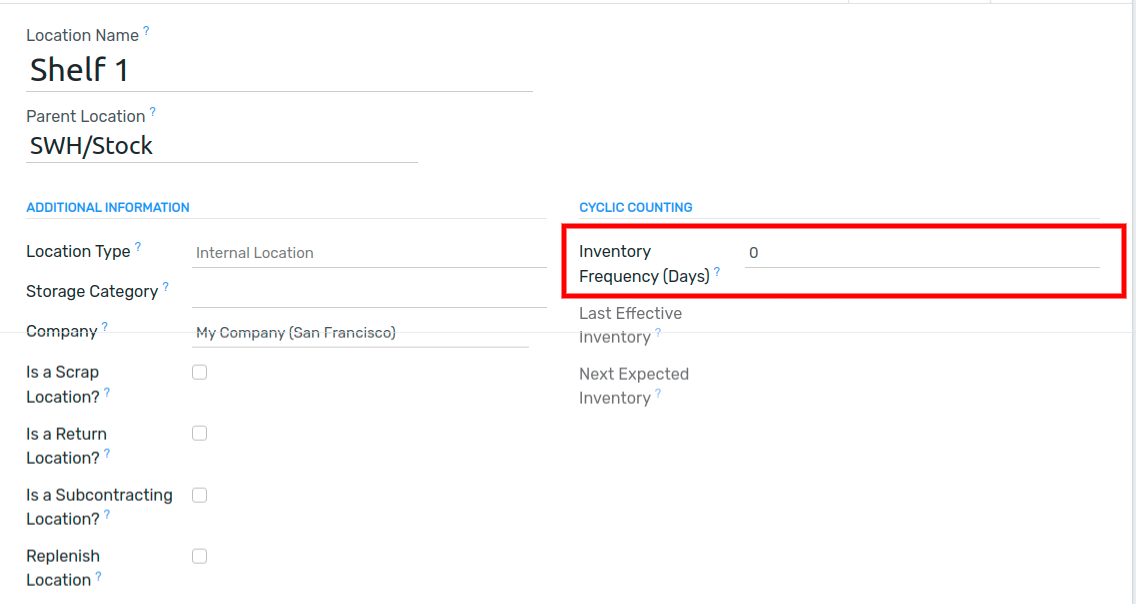 Location Name ?
Shelf 1
Parent Location ?
SWH/Stock
ADDITIONAL INFORMATION
Location Type ?
Internal Location
Storage Category ?
Company ?
My Company (San Francisco)
Is a Scrap
Location? ?
Is a Return
Location? ?
Is a Subcontracting
Location? ?
Replenish
Location ?
CYCLIC COUNTING
Inventory
Frequency (Days) ?
0
Last Effective
Inventory ?
Next Expected
Inventory ?